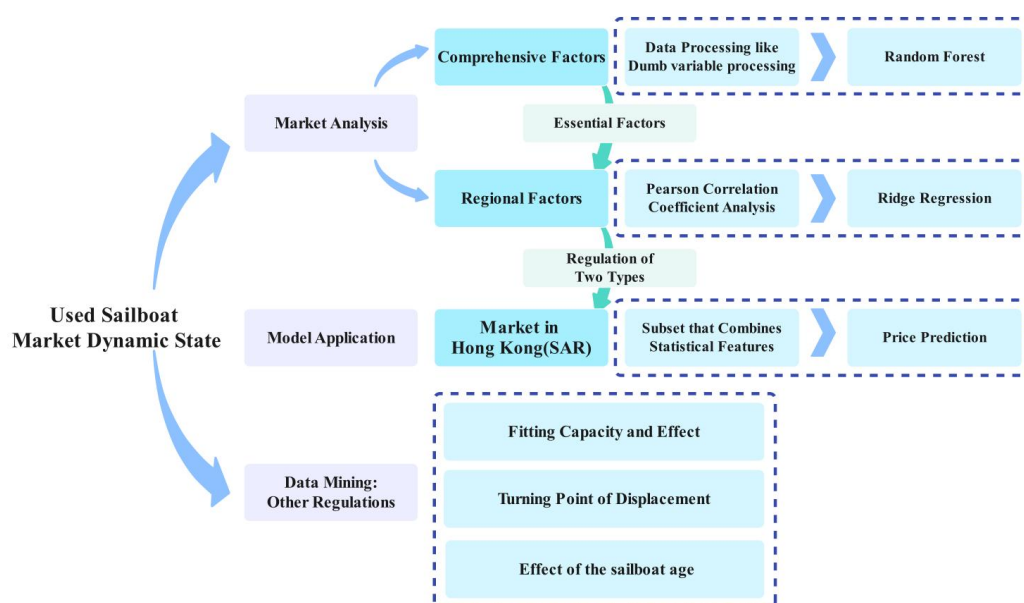 Used Sailboat
Market Dynamic State
Market Analysis
Comprehensive Factors
Data Processing like
Dumb variable processing
Random Forest
Essential Factors
Regional Factors
Pearson Correlation
Coefficient Analysis
Ridge Regression
Regulation of
Two Types
Model Application
Market in
Hong Kong(SAR)
Subset that Combines
Statistical Features
Price Prediction
Data Mining:
Other Regulations
Fitting Capacity and Effect
Turning Point of Displacement
Effect of the sailboat age